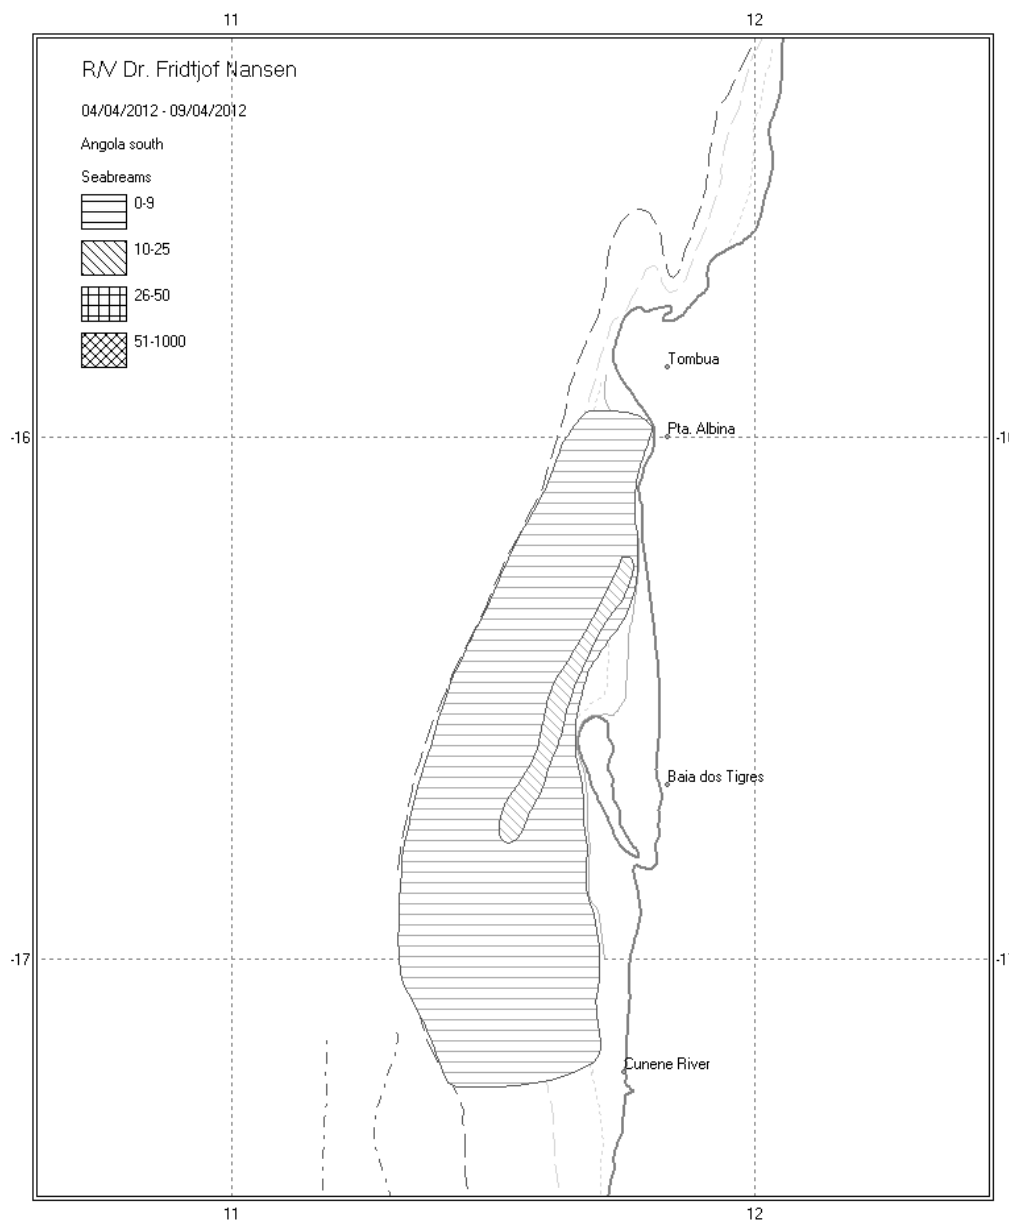 11 12
R/V Dr. Fridtjof Nansen
04/04/2012 - 09/04/2012
Angola south
Seabreams
0-9
10-25
26-50
51-1000
Tombua
-16
Pta. Albina
Baia dos Tigres
-17
Cunene River
11 12